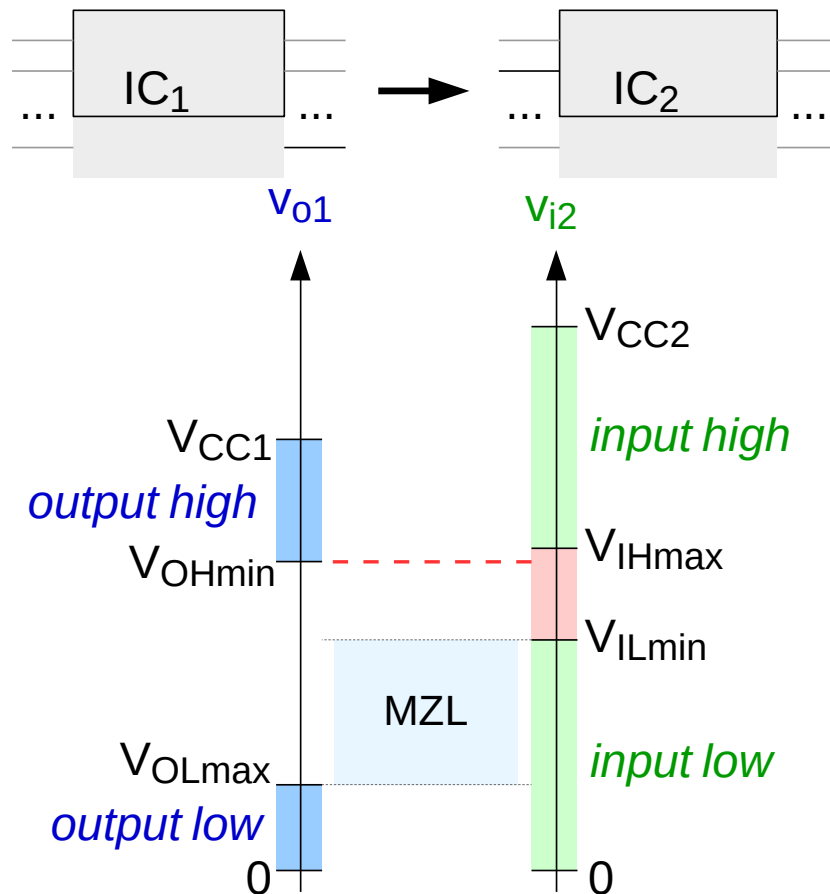 IC1 IC2
... ... ... ...
vo1 vi2
VCC2
VCC1 input high
output high
VOHmin VIHmax
VILmin
MZL
VOLmax input low
output low
0 0